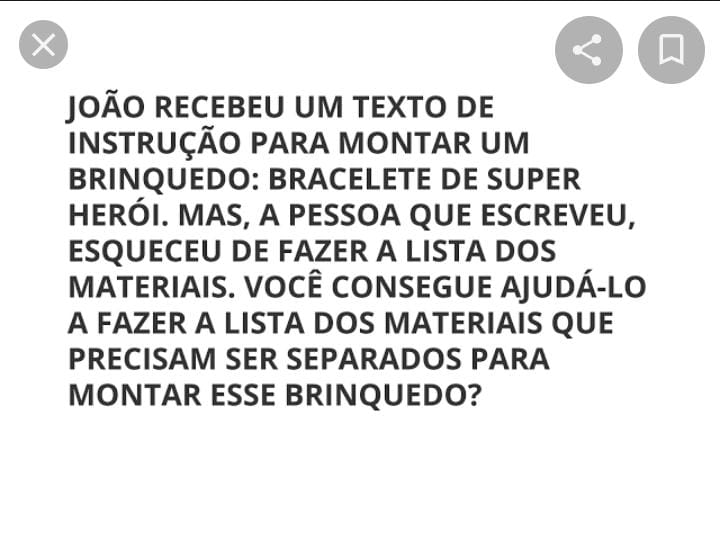 JOÃO RECEBEU UM TEXTO DE
INSTRUÇÃO PARA MONTAR UM
BRINQUEDO: BRACELETE DE SUPER
HERÓI. MAS, A PESSOA QUE ESCREVEU,
ESQUECEU DE FAZER A LISTA DOS
MATERIAIS. VOCÊ CONSEGUE AJUDÁ-LO
A FAZER A LISTA DOS MATERIAIS QUE
PRECISAM SER SEPARADOS PARA
MONTAR ESSE BRINQUEDO?